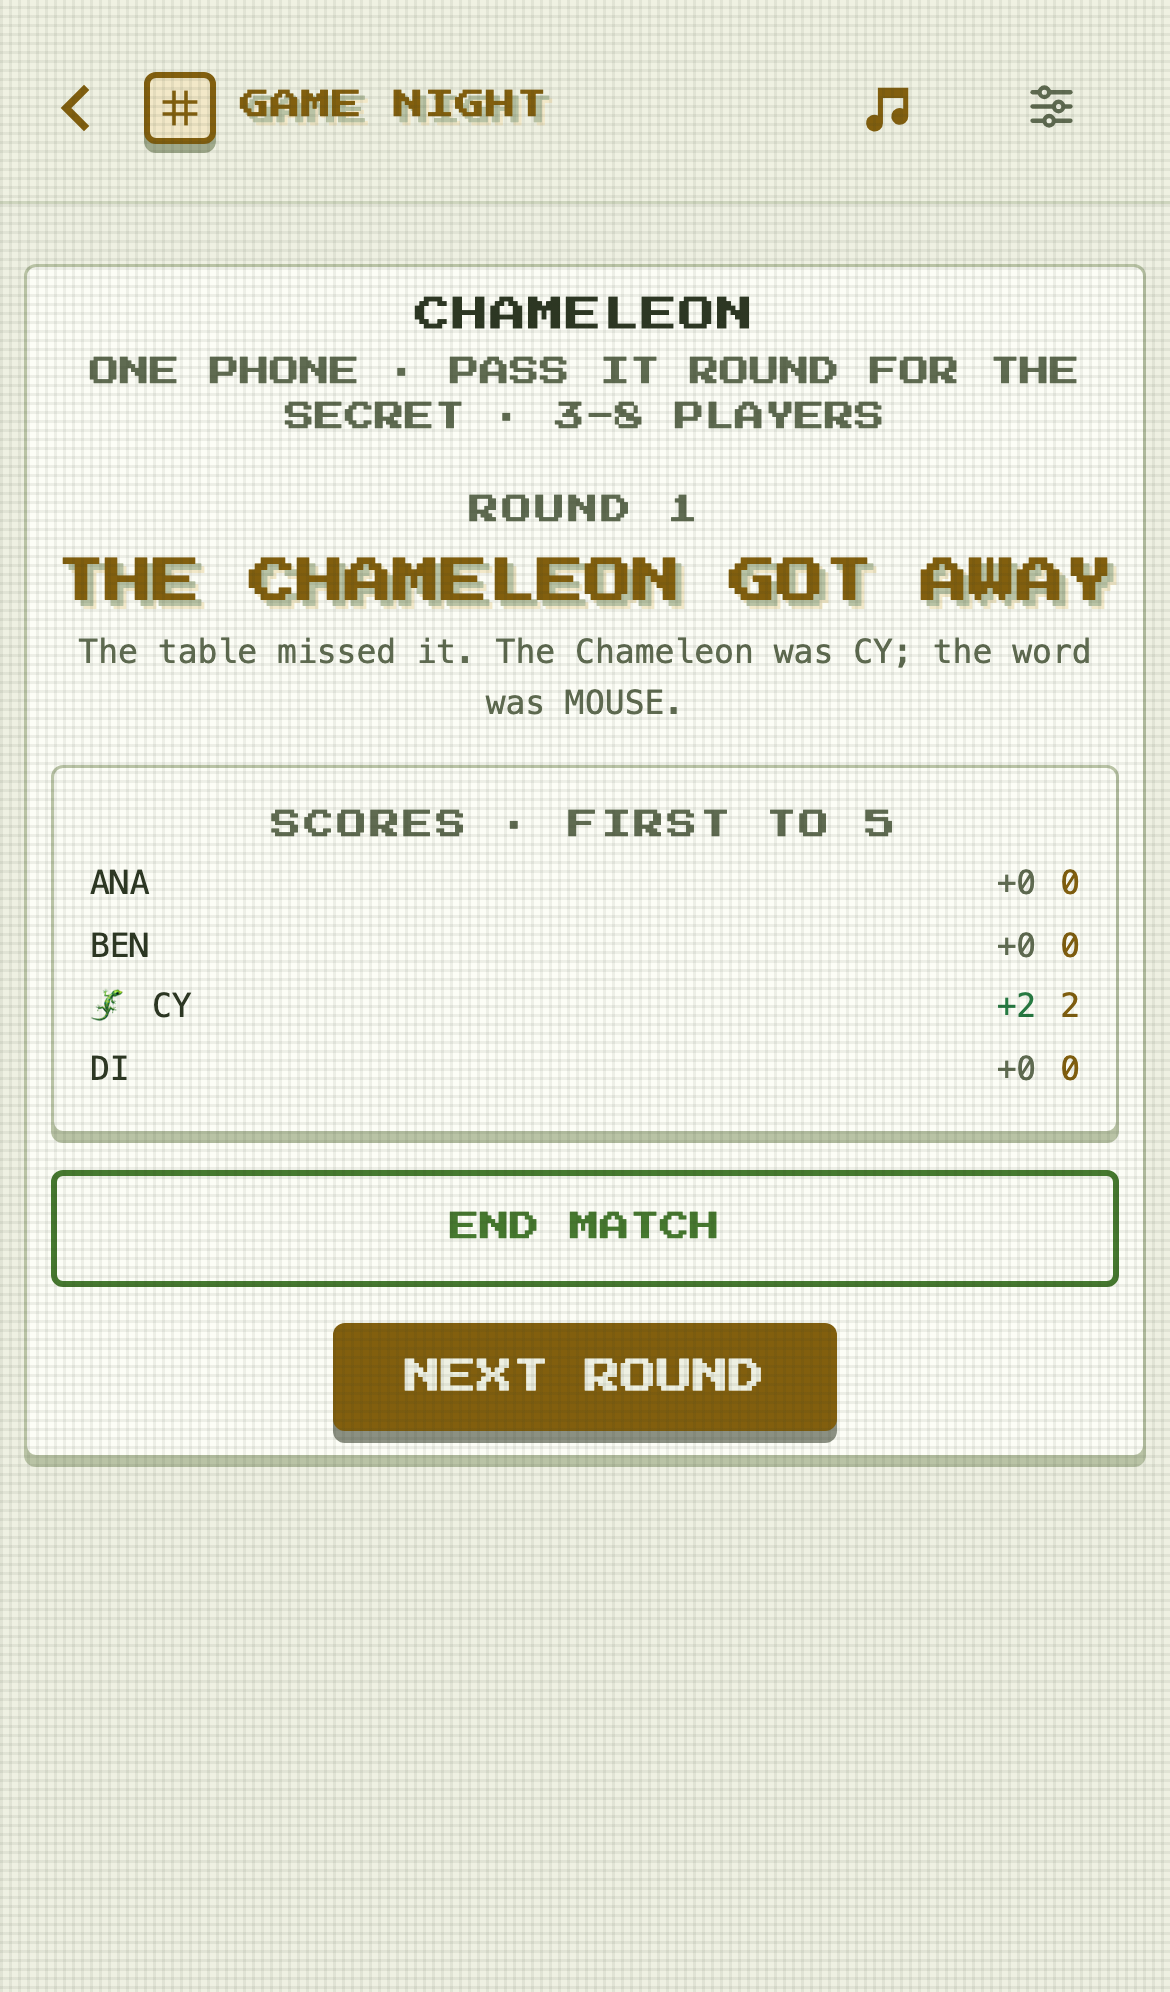 GAME NIGHT
CHAMELEON
ONE PHONE · PASS IT ROUND FOR THE
SECRET · 3-8 PLAYERS
ROUND 1
THE CHAMELEON GOT AWAY
The table missed it. The Chameleon was CY; the word
was MOUSE.
SCORES · FIRST TO 5
ANA +0 0
BEN +0 0
CY +2 2
DI +0 0
END MATCH
NEXT ROUND